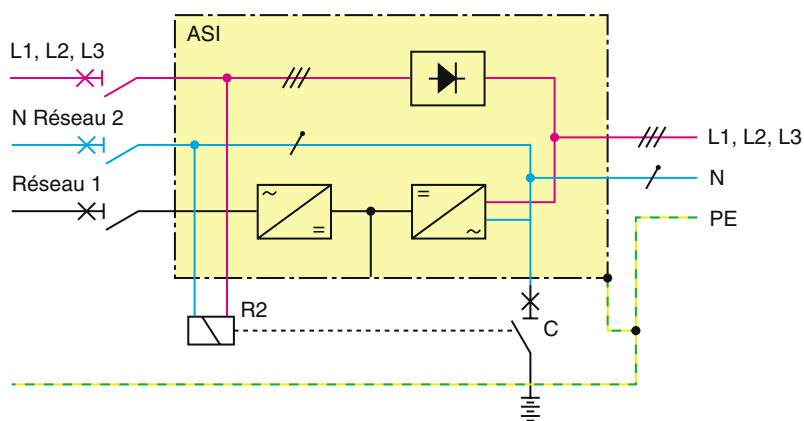 ASI
L1, L2, L3
N Réseau 2
Réseau 1
L1, L2, L3
N
PE
R2
C